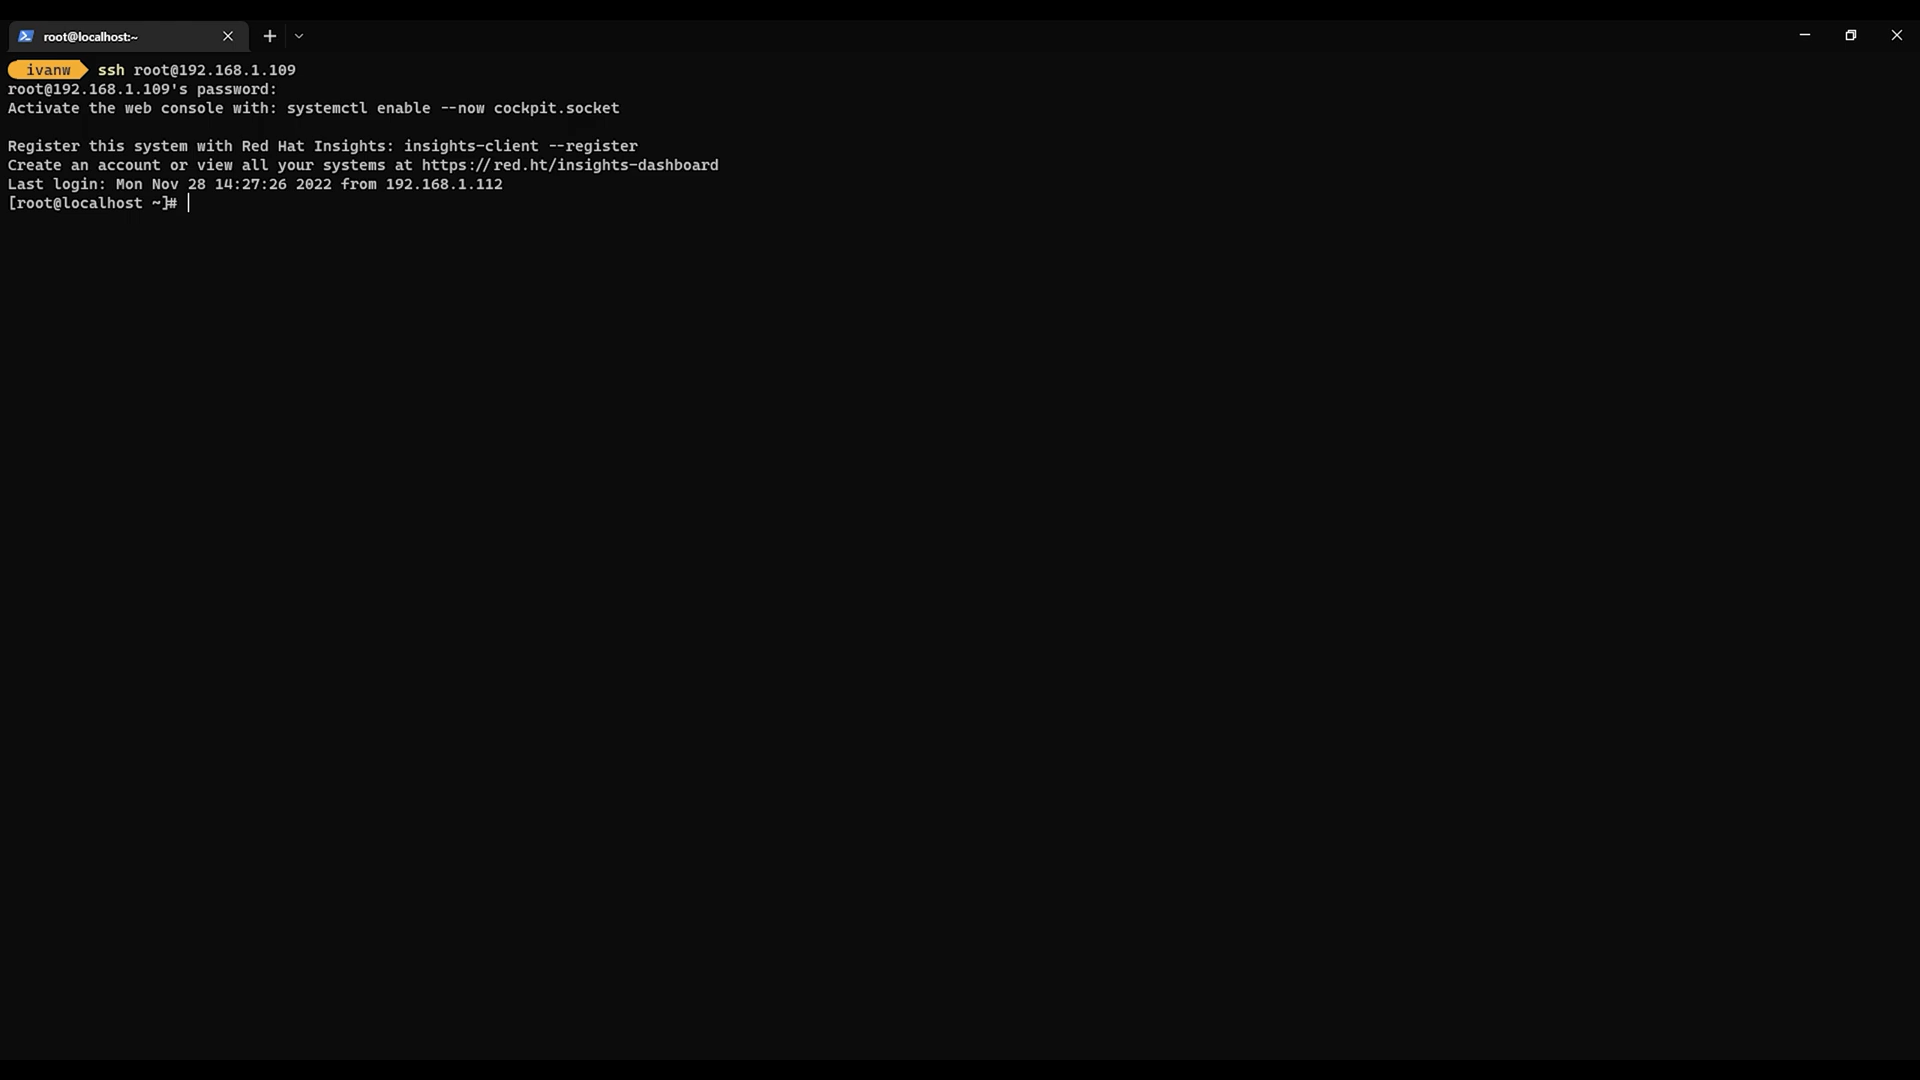 root@localhost:~
ivanw ssh root@192.168.1.109
root@192.168.1.109's password:
Activate the web console with: systemctl enable --now cockpit.socket
Register this system with Red Hat Insights: insights-client --register
Create an account or view all your systems at https://red.ht/insights-dashboard
Last login: Mon Nov 28 14:27:26 2022 from 192.168.1.112
[root@localhost ~]#